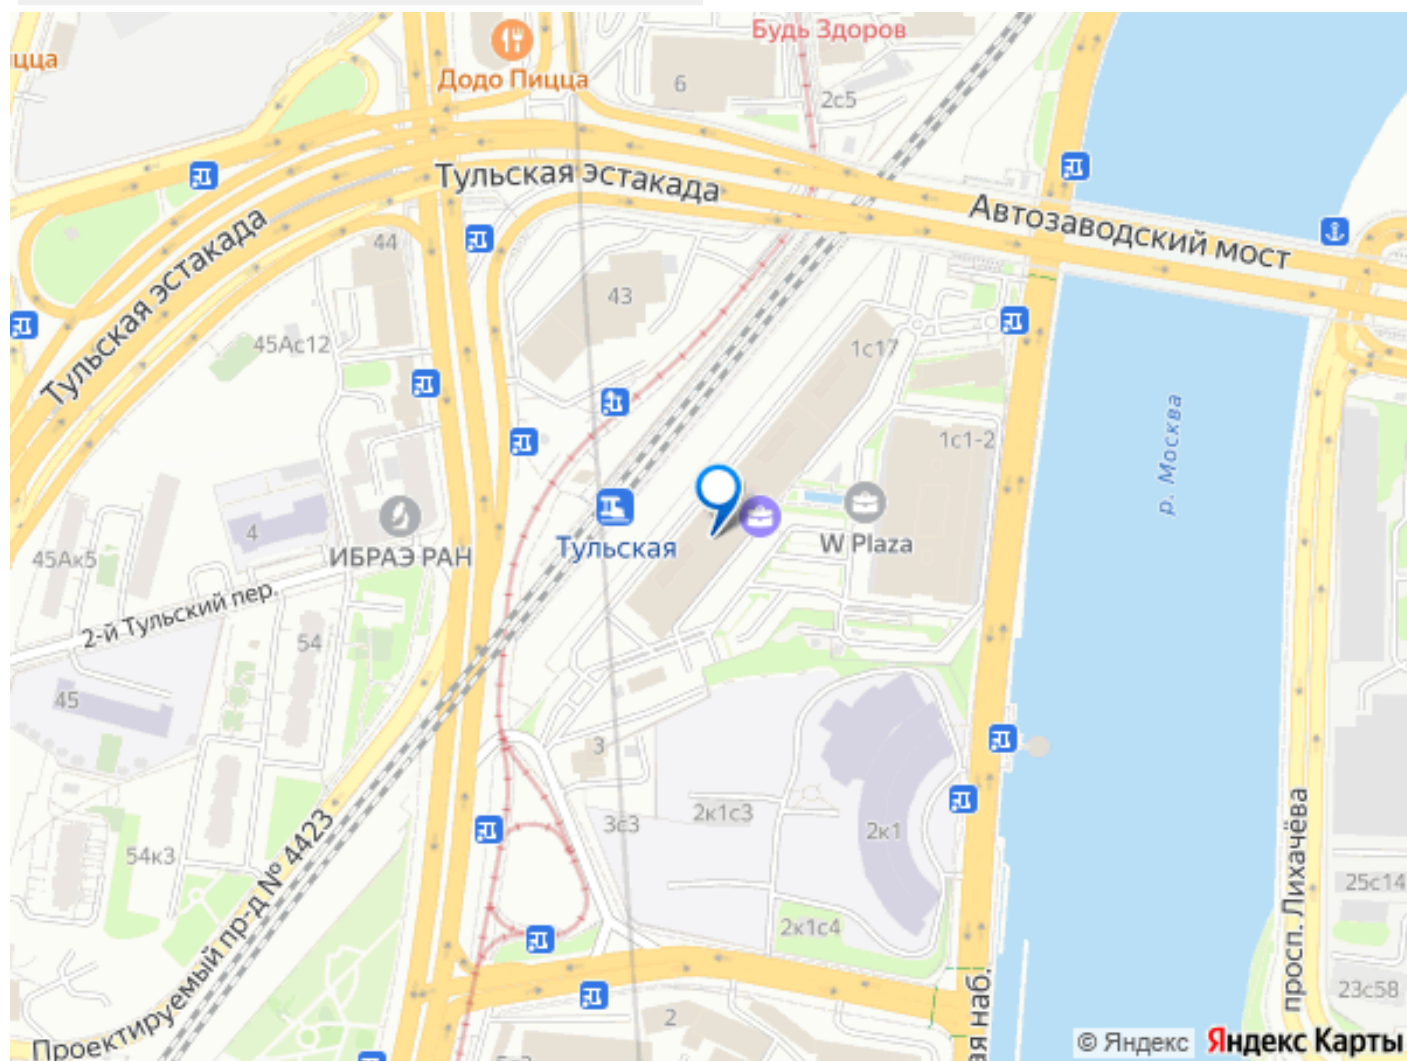 Будь Здоров
цца
Додо Пицца
6
2с5
Тульская эстакада
Автозаводский мост
Тульская эстакада
44
43
45Ас12
1с17
1с1-2
р. Москва
4
ИБРАЭ РАН
W Plaza
Тульская
45Ак5
2-й Тульский пер.
54
45
3
3с3
2к1с3
2к1
54к3
Проектируемый пр-д № 4423
просп. Лихачёва
25с14
2к1с4
23с58
2
ая наб.
© Яндекс Яндекс Карты